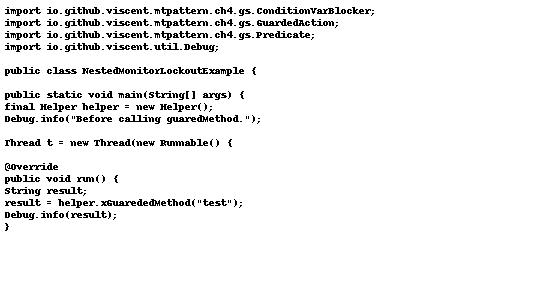 import io.github.viscent.mtpattern.ch4.gs.ConditionVarBlocker;
import io.github.viscent.mtpattern.ch4.gs.GuardedAction;
import io.github.viscent.mtpattern.ch4.gs.Predicate;
import io.github.viscent.util.Debug;
public class NestedMonitorLockoutExample {
public static void main(String[] args) {
final Helper helper = new Helper();
Debug.info("Before calling guaredMethod.");
Thread t = new Thread(new Runnable() {
@Override
public void run() {
String result;
result = helper.xGuarededMethod("test");
Debug.info(result);
}